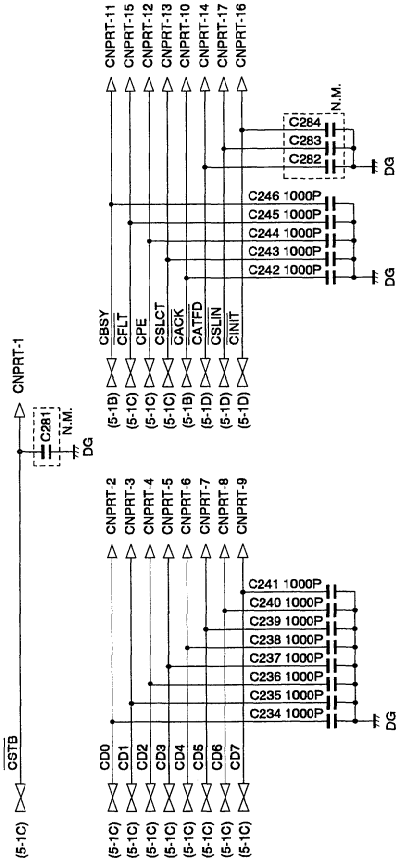 CSTB
(5-1C)
CNPRT-1
C281
N.M.
DG
(5-1C) CD0 CNPRT-2
(5-1C) CD1 CNPRT-3
(5-1C) CD2 CNPRT-4
(5-1C) CD3 CNPRT-5
(5-1C) CD4 CNPRT-6
(5-1C) CD5 CNPRT-7
(5-1C) CD6 CNPRT-8
(5-1C) CD7 CNPRT-9
C241 1000P
C240 1000P
C239 1000P
C238 1000P
C237 1000P
C236 1000P
C235 1000P
C234 1000P
DG
(5-1B) CBSY CNPRT-11
(5-1C) CFLT CNPRT-15
(5-1C) CPE CNPRT-12
(5-1C) CSLCT CNPRT-13
(5-1B) CACK CNPRT-10
(5-1D) CATFD CNPRT-14
(5-1D) CSLIN CNPRT-17
(5-1D) CINIT CNPRT-16
C284
C283
C282
N.M.
DG
C246 1000P
C245 1000P
C244 1000P
C243 1000P
C242 1000P
DG